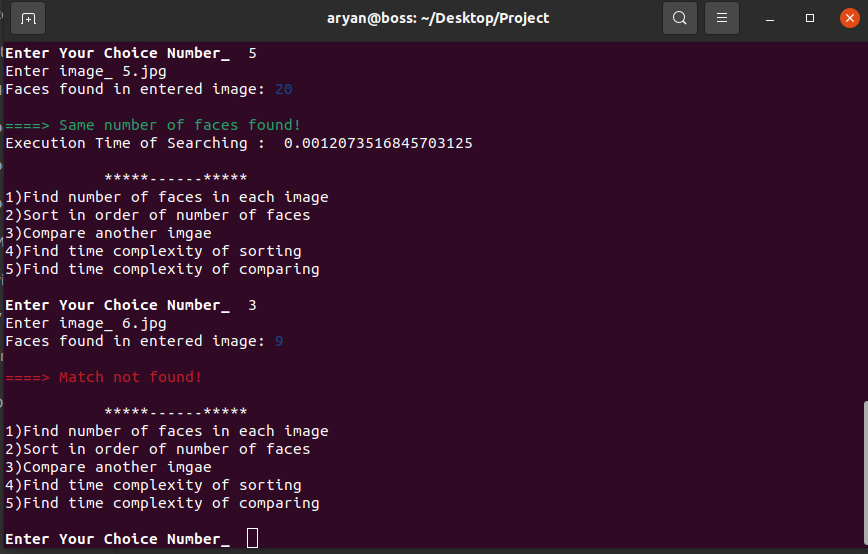 aryan@boss: ~/Desktop/Project
Enter Your Choice Number_  5
Enter image_ 5.jpg
Faces found in entered image: 20
====> Same number of faces found!
Execution Time of Searching :  0.0012073516845703125
*****------*****
1)Find number of faces in each image
2)Sort in order of number of faces
3)Compare another imgae
4)Find time complexity of sorting
5)Find time complexity of comparing
Enter Your Choice Number_  3
Enter image_ 6.jpg
Faces found in entered image: 9
====> Match not found!
*****------*****
1)Find number of faces in each image
2)Sort in order of number of faces
3)Compare another imgae
4)Find time complexity of sorting
5)Find time complexity of comparing
Enter Your Choice Number_